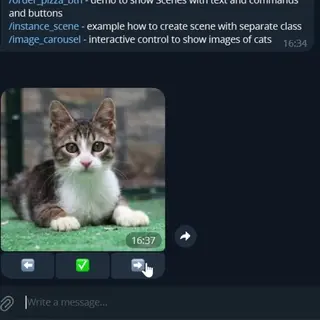 /order_pizza_btn - demo to show Scenes with text and commands
and buttons
/instance_scene - example how to create scene with separate class
/image_carousel - interactive control to show images of cats
16:34
16:37
Write a message...